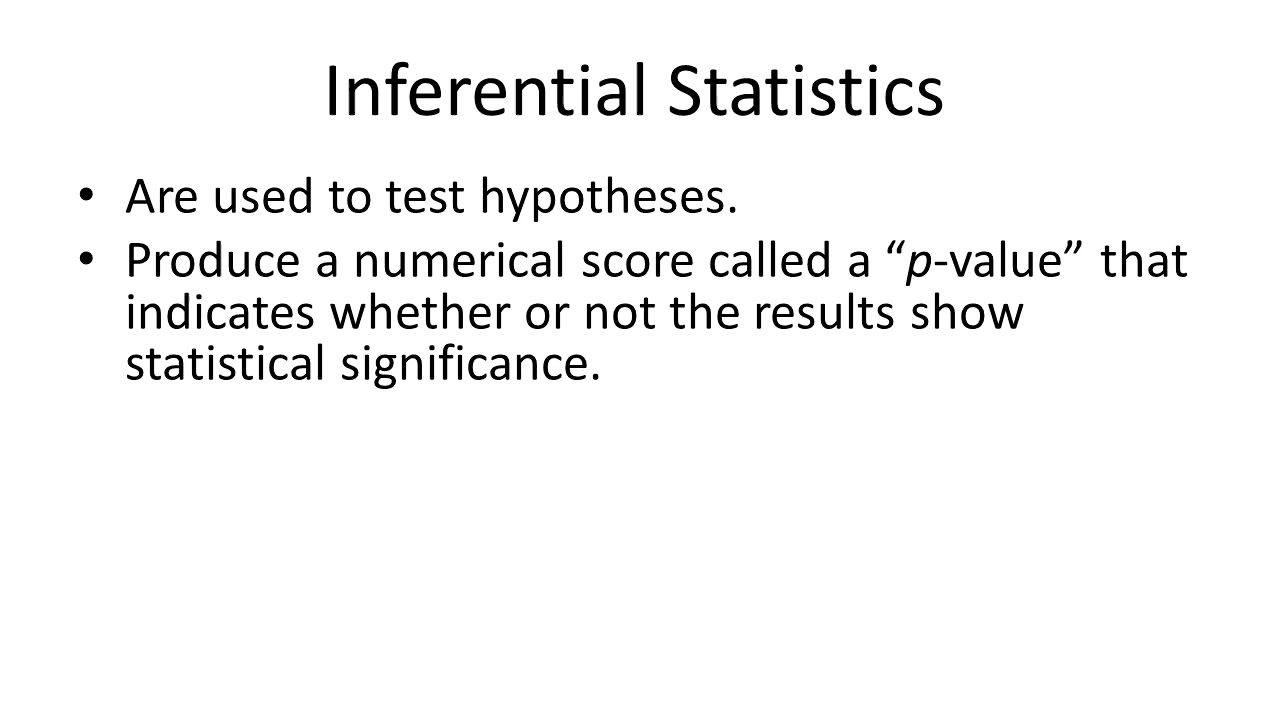 Inferential Statistics
• Are used to test hypotheses.
• Produce a numerical score called a “p-value” that
indicates whether or not the results show
statistical significance.